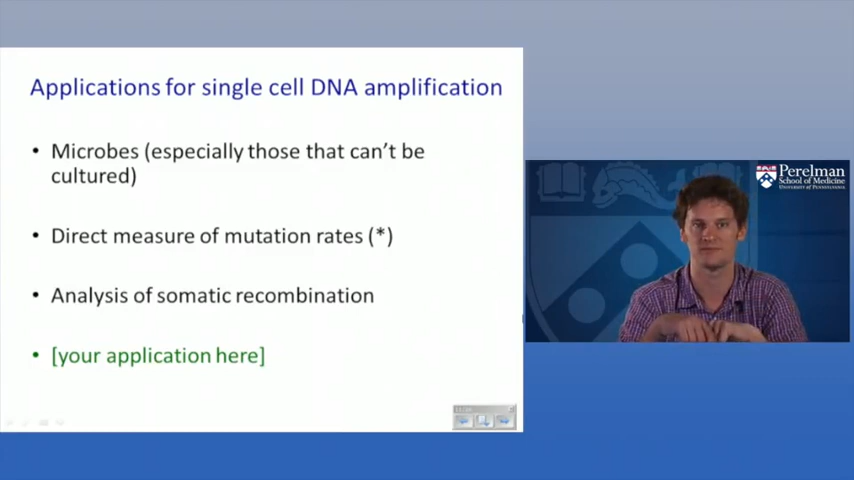 Applications for single cell DNA amplification
• Microbes (especially those that can't be
cultured)
• Direct measure of mutation rates (*)
• Analysis of somatic recombination
• [your application here]
Perelman
School of Medicine
University of Pennsylvania